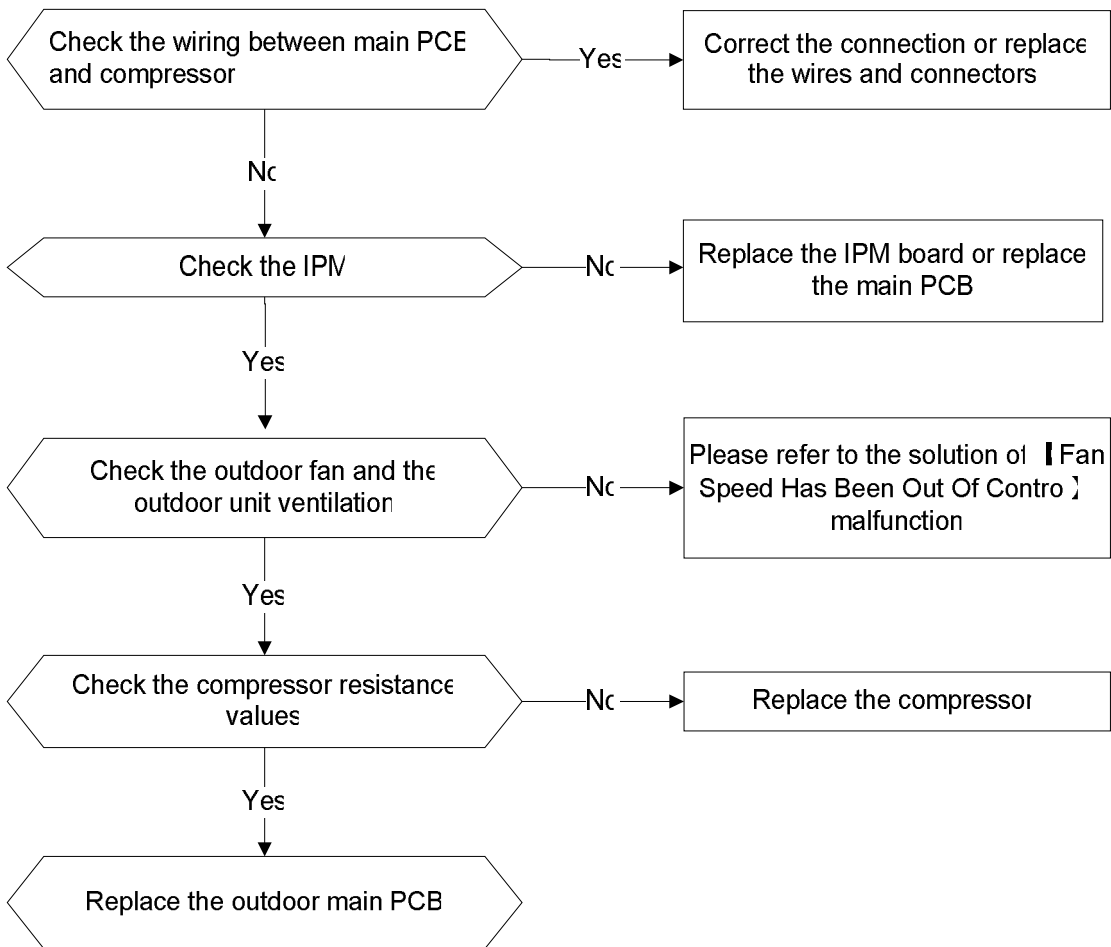 Check the wiring between main PCB
and compressor
Yes
Correct the connection or replace
the wires and connectors
No
Check the IPM
No
Replace the IPM board or replace
the main PCB
Yes
Check the outdoor fan and the
outdoor unit ventilation
No
Please refer to the solution of 【Fan
Speed Has Been Out Of Control】
malfunction
Yes
Check the compressor resistance
values
No
Replace the compressor
Yes
Replace the outdoor main PCB